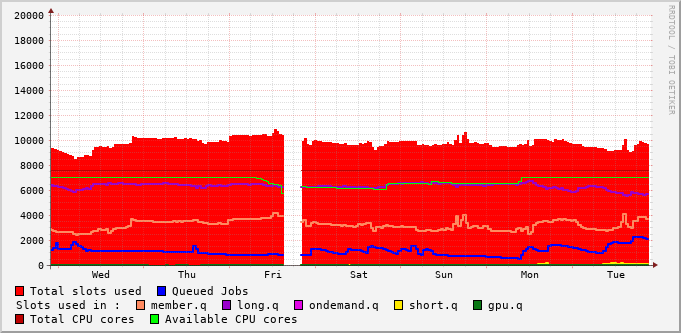 20000
18000
16000
14000
12000
10000
8000
6000
4000
2000
0
Wed Thu Fri Sat Sun Mon Tue
Total slots used Queued Jobs
Slots used in : member.q long.q ondemand.q short.q gpu.q
Total CPU cores Available CPU cores
RRDTOOL / TOBI OETIKER